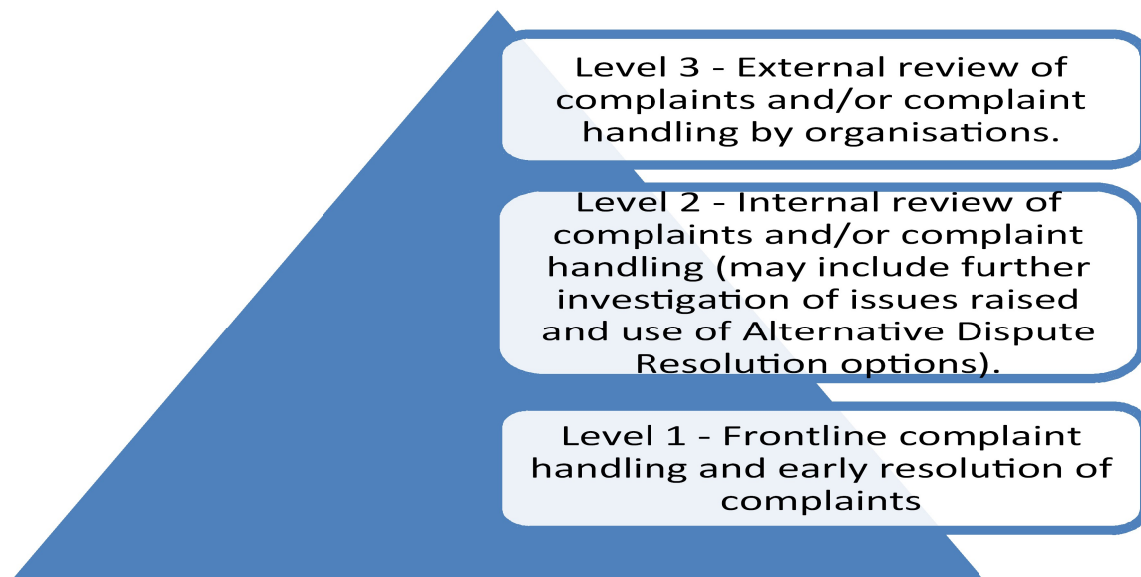 Level 3 - External review of
complaints and/or complaint
handling by organisations.
Level 2 - Internal review of
complaints and/or complaint
handling (may include further
investigation of issues raised
and use of Alternative Dispute
Resolution options).
Level 1 - Frontline complaint
handling and early resolution of
complaints